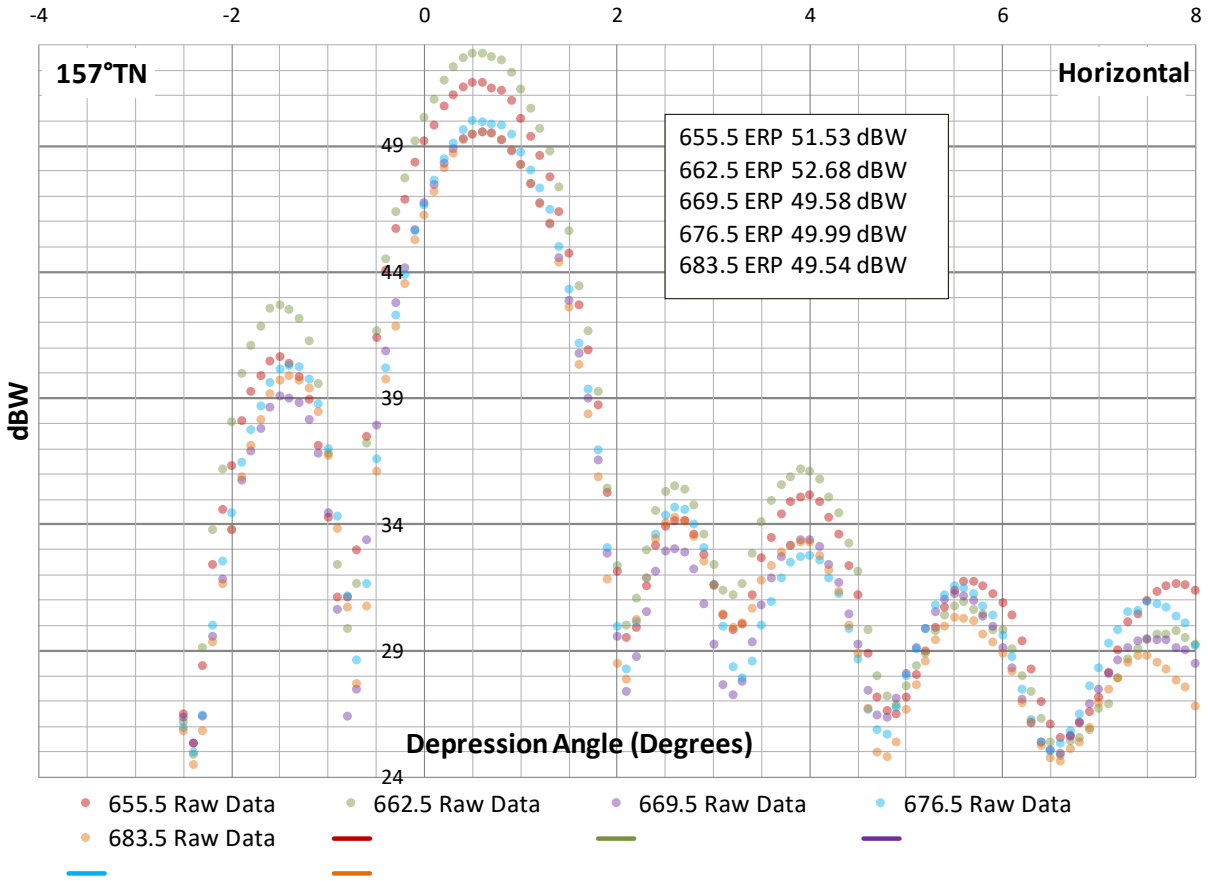 -4 -2 0 2 4 6 8
157°TN Horizontal
655.5 ERP 51.53 dBW
662.5 ERP 52.68 dBW
669.5 ERP 49.58 dBW
676.5 ERP 49.99 dBW
683.5 ERP 49.54 dBW
49
44
39
34
29
24
dBW
Depression Angle (Degrees)
655.5 Raw Data 662.5 Raw Data 669.5 Raw Data 676.5 Raw Data
683.5 Raw Data